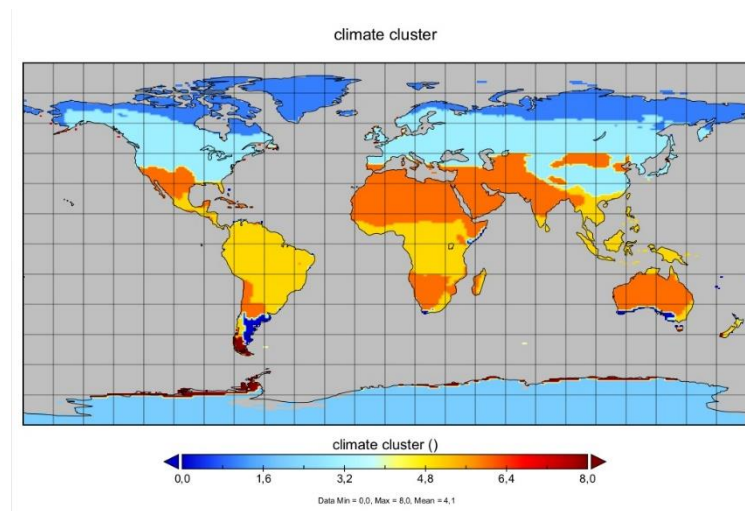 climate cluster
climate cluster ()
0,0 1,6 3,2 4,8 6,4 8,0
Data Min = 0,0, Max = 8,0, Mean = 4,1